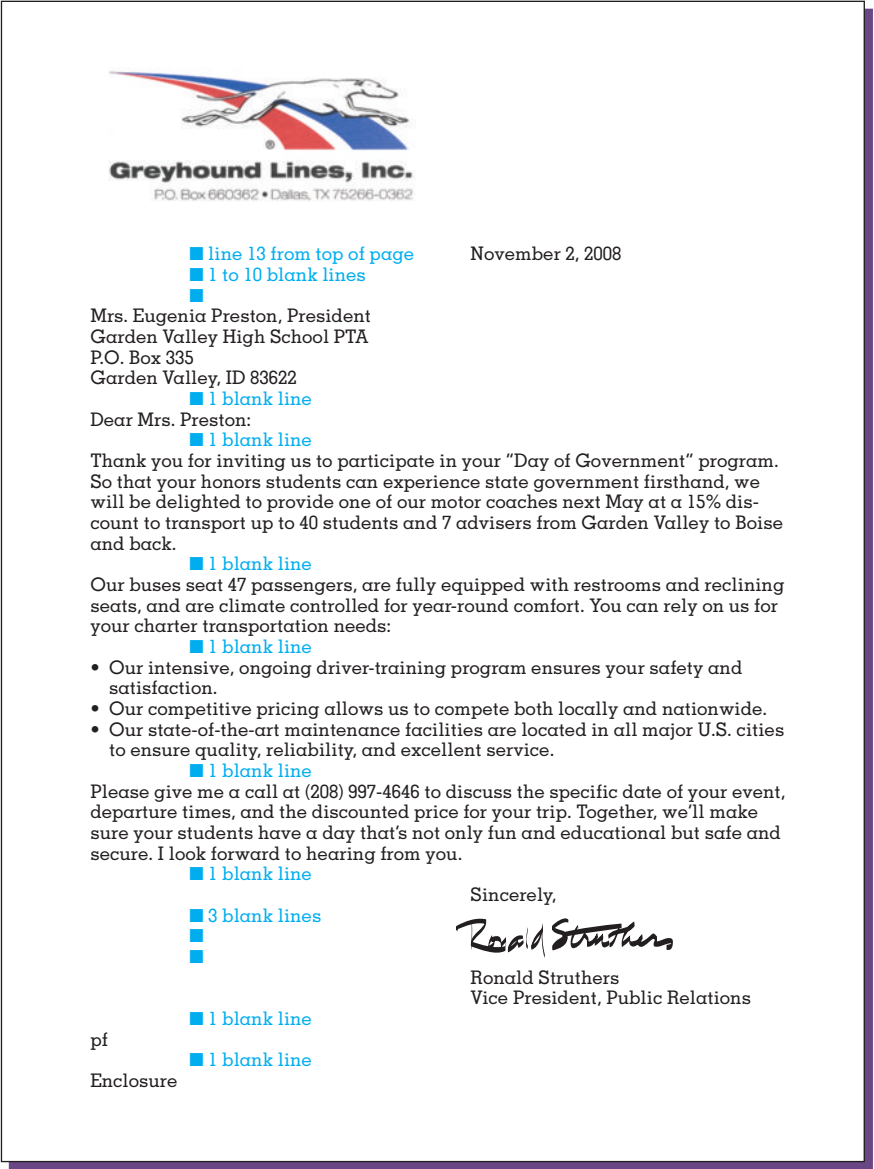 ®
Greyhound Lines, Inc.
P.O. Box 660362 • Dallas, TX 75266-0362
■ line 13 from top of page November 2, 2008
■ 1 to 10 blank lines
■
Mrs. Eugenia Preston, President
Garden Valley High School PTA
P.O. Box 335
Garden Valley, ID 83622
■ 1 blank line
Dear Mrs. Preston:
■ 1 blank line
Thank you for inviting us to participate in your “Day of Government” program.
So that your honors students can experience state government firsthand, we
will be delighted to provide one of our motor coaches next May at a 15% dis-
count to transport up to 40 students and 7 advisers from Garden Valley to Boise
and back.
■ 1 blank line
Our buses seat 47 passengers, are fully equipped with restrooms and reclining
seats, and are climate controlled for year-round comfort. You can rely on us for
your charter transportation needs:
■ 1 blank line
• Our intensive, ongoing driver-training program ensures your safety and
satisfaction.
• Our competitive pricing allows us to compete both locally and nationwide.
• Our state-of-the-art maintenance facilities are located in all major U.S. cities
to ensure quality, reliability, and excellent service.
■ 1 blank line
Please give me a call at (208) 997-4646 to discuss the specific date of your event,
departure times, and the discounted price for your trip. Together, we’ll make
sure your students have a day that’s not only fun and educational but safe and
secure. I look forward to hearing from you.
■ 1 blank line
Sincerely,
■ 3 blank lines
■
■
Ronald Struthers
Ronald Struthers
Vice President, Public Relations
■ 1 blank line
pf
■ 1 blank line
Enclosure